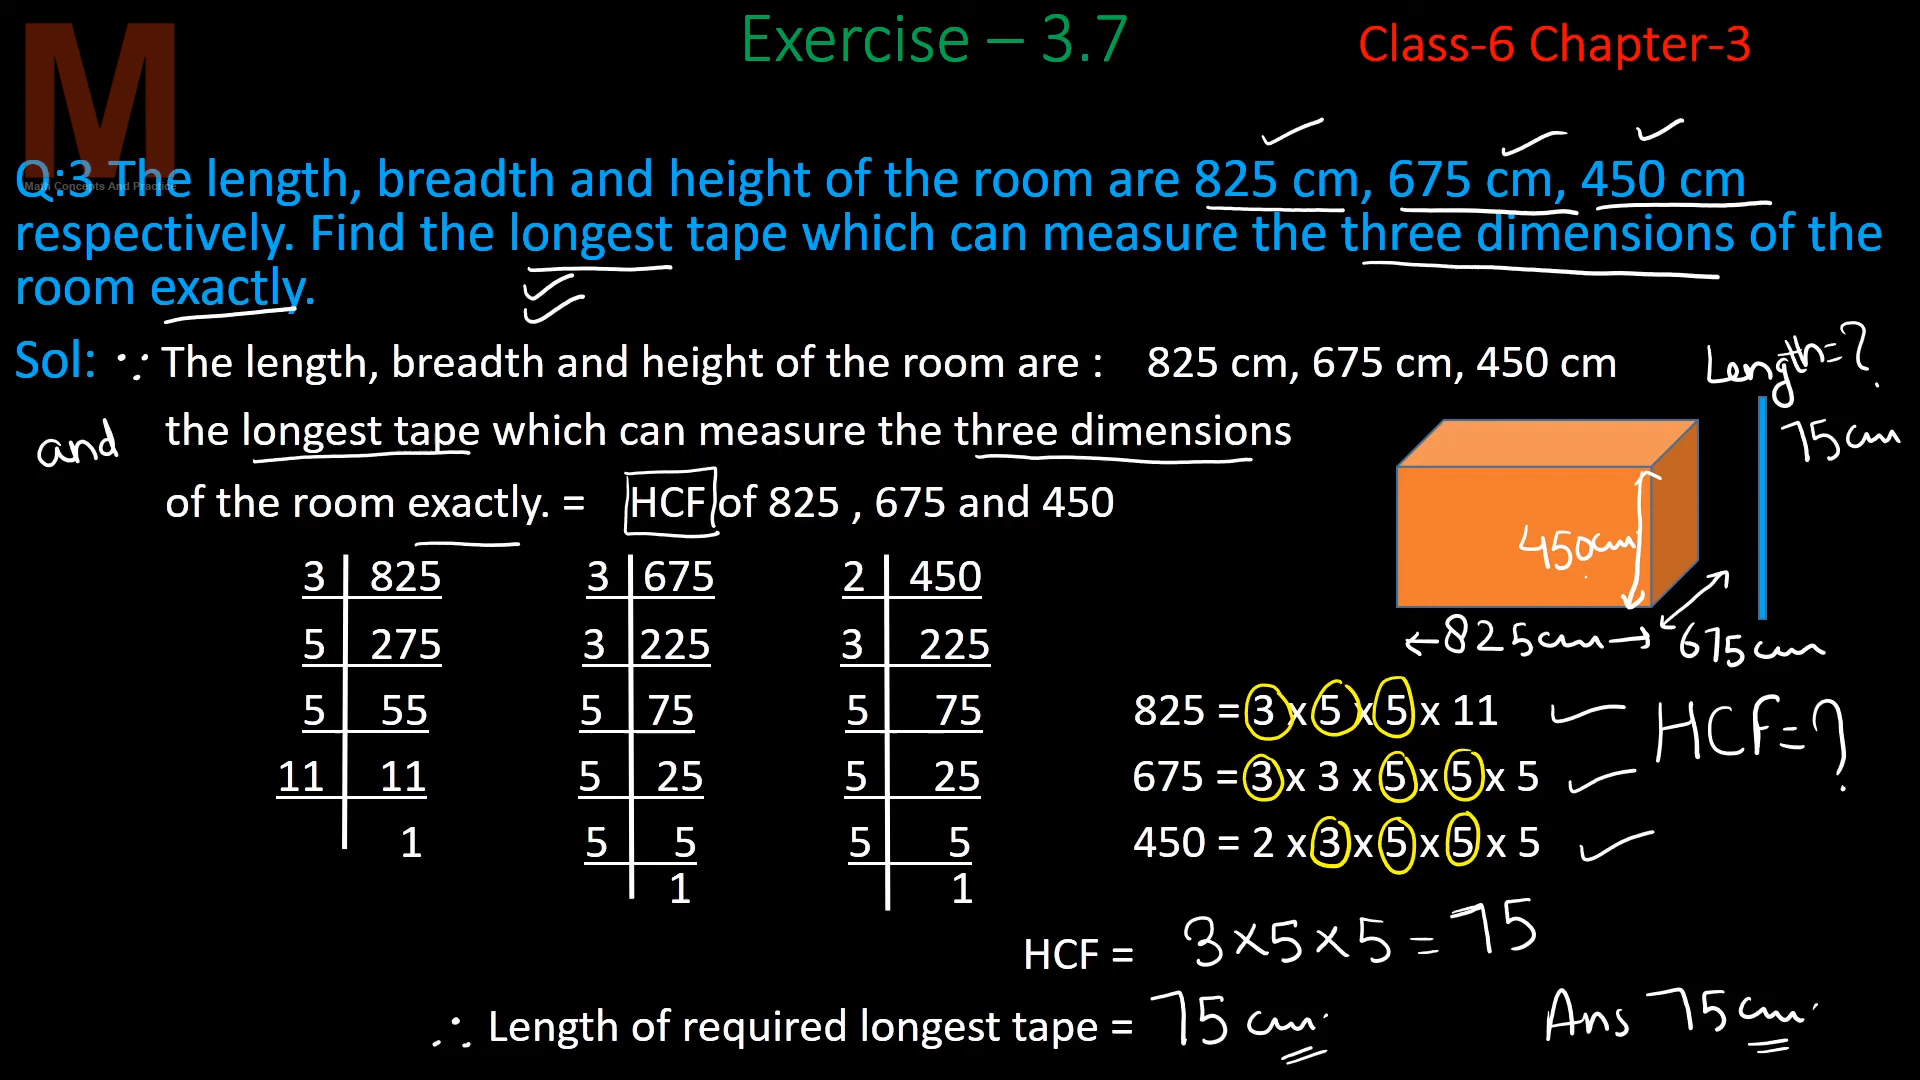 M
Math Concepts And Practice
Exercise – 3.7
Class-6 Chapter-3
Q:3 The length, breadth and height of the room are 825 cm, 675 cm, 450 cm
respectively. Find the longest tape which can measure the three dimensions of the
room exactly.
Sol: ∵ The length, breadth and height of the room are : 825 cm, 675 cm, 450 cm
and the longest tape which can measure the three dimensions
of the room exactly. = HCF of 825 , 675 and 450
Length=?
75cm
450cm
825cm
675cm
3 825
5 275
5 55
11 11
1
3 675
3 225
5 75
5 25
5 5
1
2 450
3 225
5 75
5 25
5 5
1
825 = 3 x 5 x 5 x 11
675 = 3 x 3 x 5 x 5 x 5
450 = 2 x 3 x 5 x 5 x 5
HCF=?
HCF = 3×5×5=75
∴ Length of required longest tape = 75 cm.
Ans 75cm.